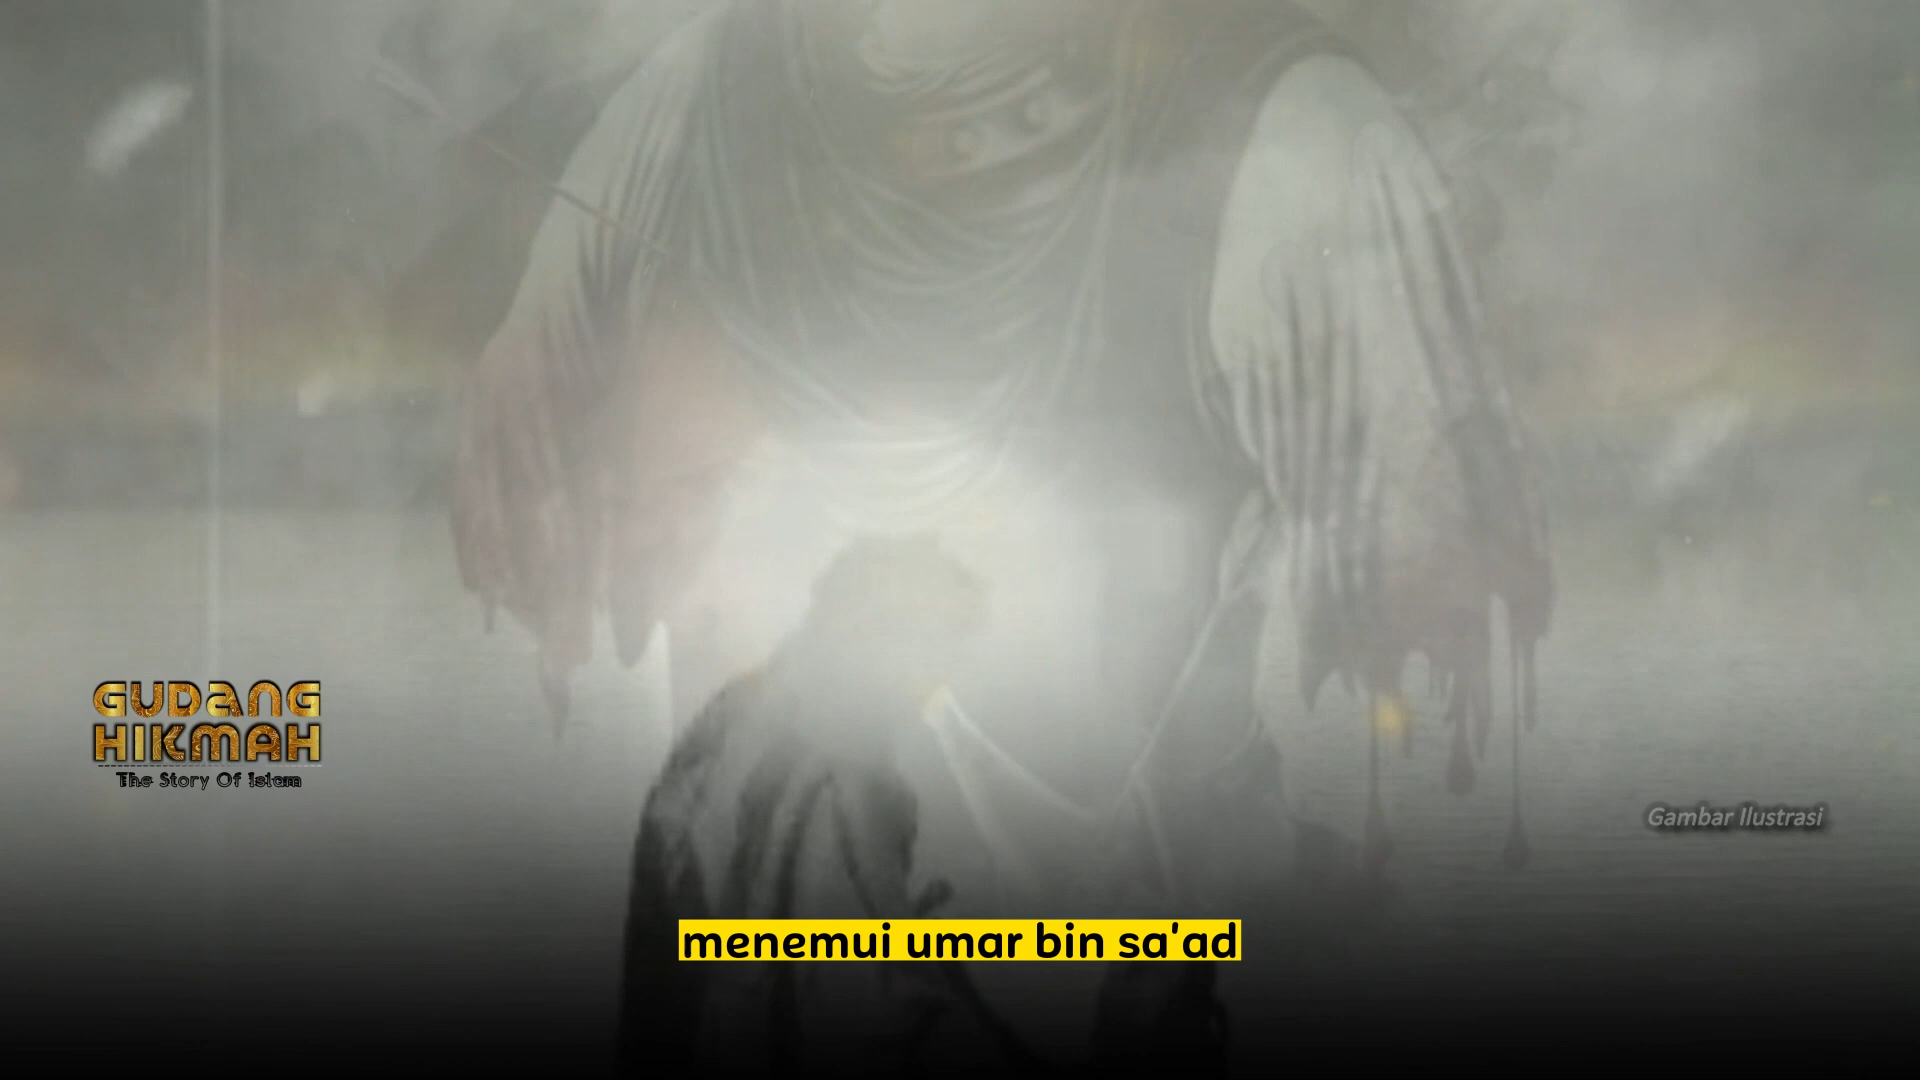 GUDANG
HIKMAH
The Story Of Islam
Gambar Ilustrasi
menemui umar bin sa'ad